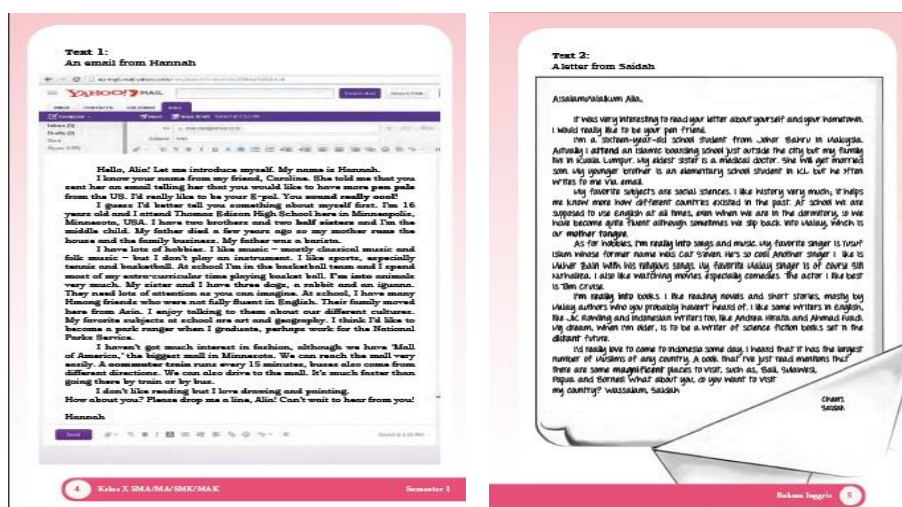 Text 1:
An email from Hannah
YAHOO! MAIL
Hello, Alia! Let me introduce myself. My name is Hannah.
I know your name from my friend, Caroline. She told me that you
sent her an email telling her that you would like to have more pen pals
from the US. I'd really like to be your E-pal. You sound really cool!
I guess I'd better tell you something about myself first. I'm 16
years old and I attend Thomas Edison High School here in Minneapolis,
Minnesota, USA. I have two brothers and two half sisters and I'm the
middle child. My father died a few years ago so my mother runs the
house and the family business. My father was a barista.
I have lots of hobbies. I like music – mostly classical music and
folk music – but I don't play an instrument. I like sports, especially
tennis and basketball. At school I'm in the basketball team and I spend
most of my extra-curricular time playing basket ball. I'm into animals
very much. My sister and I have three dogs, a rabbit and an iguana.
They need lots of attention as you can imagine. At school, I have many
Hmong friends who were not fully fluent in English. Their family moved
here from Asia. I enjoy talking to them about our different cultures.
My favorite subjects at school are art and geography. I think I'd like to
become a park ranger when I graduate, perhaps work for the National
Parks Service.
I haven't got much interest in fashion, although we have 'Mall
of America,' the biggest mall in Minnesota. We can reach the mall very
easily. A commuter train runs every 15 minutes, buses also come from
different directions. We can also drive to the mall. It's much faster than
going there by train or by bus.
I don't like reading but I love drawing and painting.
How about you? Please drop me a line, Alia! Can't wait to hear from you!
Hannah
Send
4 Kelas X SMA/MA/SMK/MAK
Semester 1
Text 2:
A letter from Saidah
Assalamu'alaikum Alia,
It was very interesting to read your letter about yourself and your hometown.
I would really like to be your pen friend.
I'm a sixteen-year-old school student from Johor Bahru in Malaysia.
Actually I attend an Islamic boarding school just outside the city but my family
live in Kuala Lumpur. My eldest sister is a medical doctor. She will get married
soon. My younger brother is an elementary school student in KL but he often
writes to me via email.
My favorite subjects are social sciences. I like history very much, it helps
me know more how different countries existed in the past. At school we are
supposed to use English at all times, even when we are in the dormitory, so we
have become quite fluent although sometimes we slip back into Malay, which is
our mother tongue.
As for hobbies, I'm really into songs and music. My favorite singer is Yusuf
Islam whose former name was Cat Steven. He's so cool! Another singer I like is
Maher Zain with his religious songs. My favorite Malay singer is of course Siti
Nurhaliza. I also like watching movies especially comedies. The actor I like best
is Tom Cruise.
I'm really into books. I like reading novels and short stories, mostly by
Malay authors who you probably haven't heard of. I like some writers in English,
like J.K. Rowling and Indonesian writers too, like Andrea Hirata and Ahmad Fuadi.
My dream, when I'm older, is to be a writer of science fiction books set in the
distant future.
I'd really love to come to Indonesia some day. I heard that it has the largest
number of Muslims of any country. A book that I've just read mentions that
there are some magnificent places to visit, such as, Bali, Sulawesi,
Papua and Borneo! What about you, do you want to visit
my country? Wassalam, Saidah
Cheers
Saidah
Bahasa Inggris 5